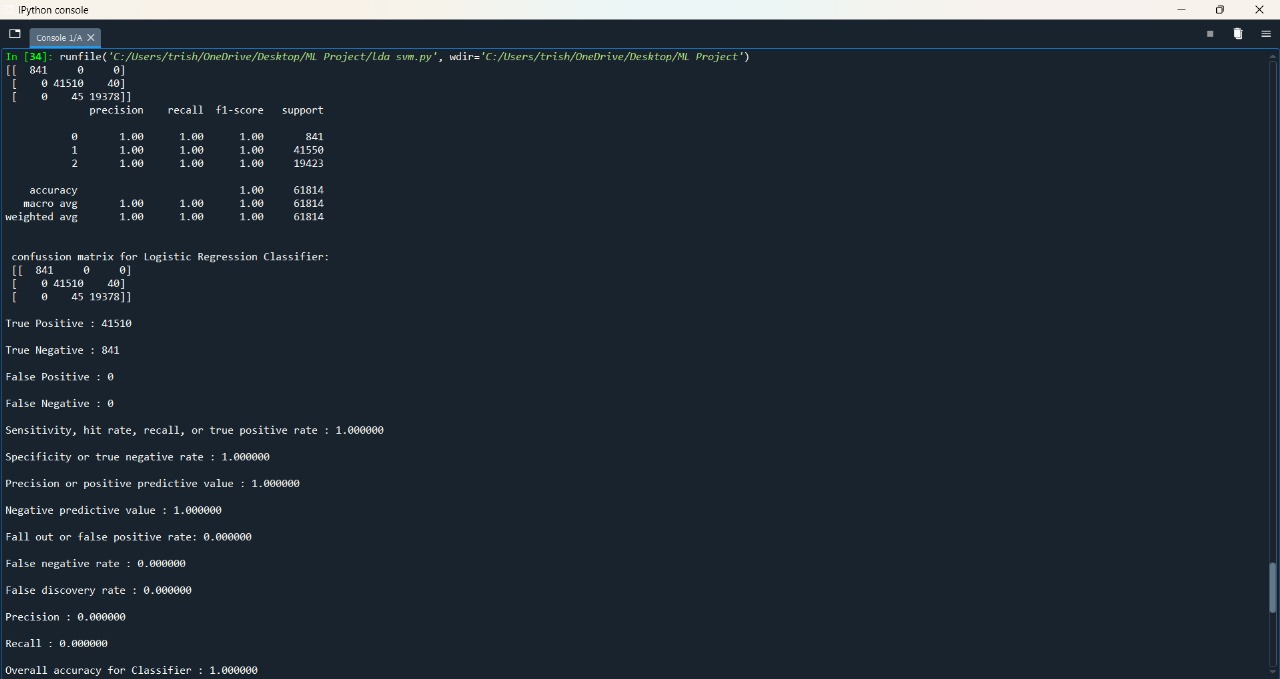 IPython console
Console 1/A
In [34]: runfile('C:/Users/trish/OneDrive/Desktop/ML Project/lda svm.py', wdir='C:/Users/trish/OneDrive/Desktop/ML Project')
[[ 841 0 0]
[ 0 41510 40]
[ 0 45 19378]]
precision recall f1-score support
0 1.00 1.00 1.00 841
1 1.00 1.00 1.00 41550
2 1.00 1.00 1.00 19423
accuracy 1.00 61814
macro avg 1.00 1.00 1.00 61814
weighted avg 1.00 1.00 1.00 61814
confussion matrix for Logistic Regression Classifier:
[[ 841 0 0]
[ 0 41510 40]
[ 0 45 19378]]
True Positive : 41510
True Negative : 841
False Positive : 0
False Negative : 0
Sensitivity, hit rate, recall, or true positive rate : 1.000000
Specificity or true negative rate : 1.000000
Precision or positive predictive value : 1.000000
Negative predictive value : 1.000000
Fall out or false positive rate: 0.000000
False negative rate : 0.000000
False discovery rate : 0.000000
Precision : 0.000000
Recall : 0.000000
Overall accuracy for Classifier : 1.000000